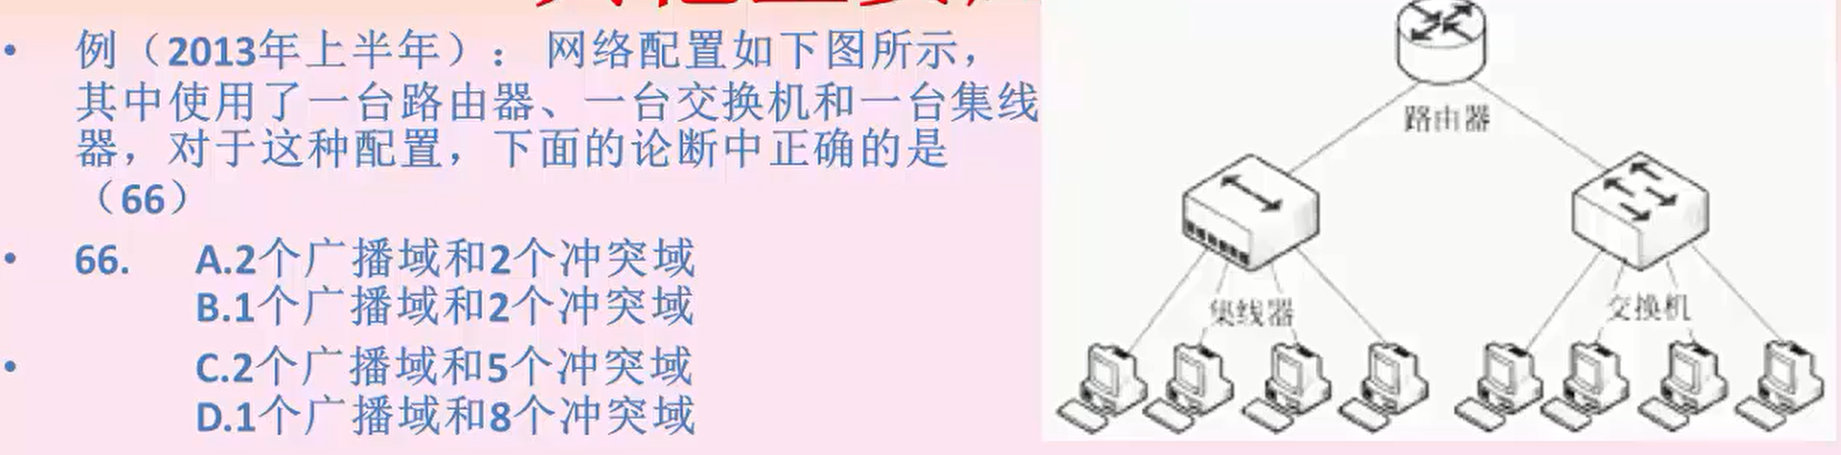 例（2013年上半年）： 网络配置如下图所示，
其中使用了一台路由器、一台交换机和一台集线
器，对于这种配置，下面的论断中正确的是
（66）
66. A.2个广播域和2个冲突域
B.1个广播域和2个冲突域
C.2个广播域和5个冲突域
D.1个广播域和8个冲突域
路由器
集线器
交换机